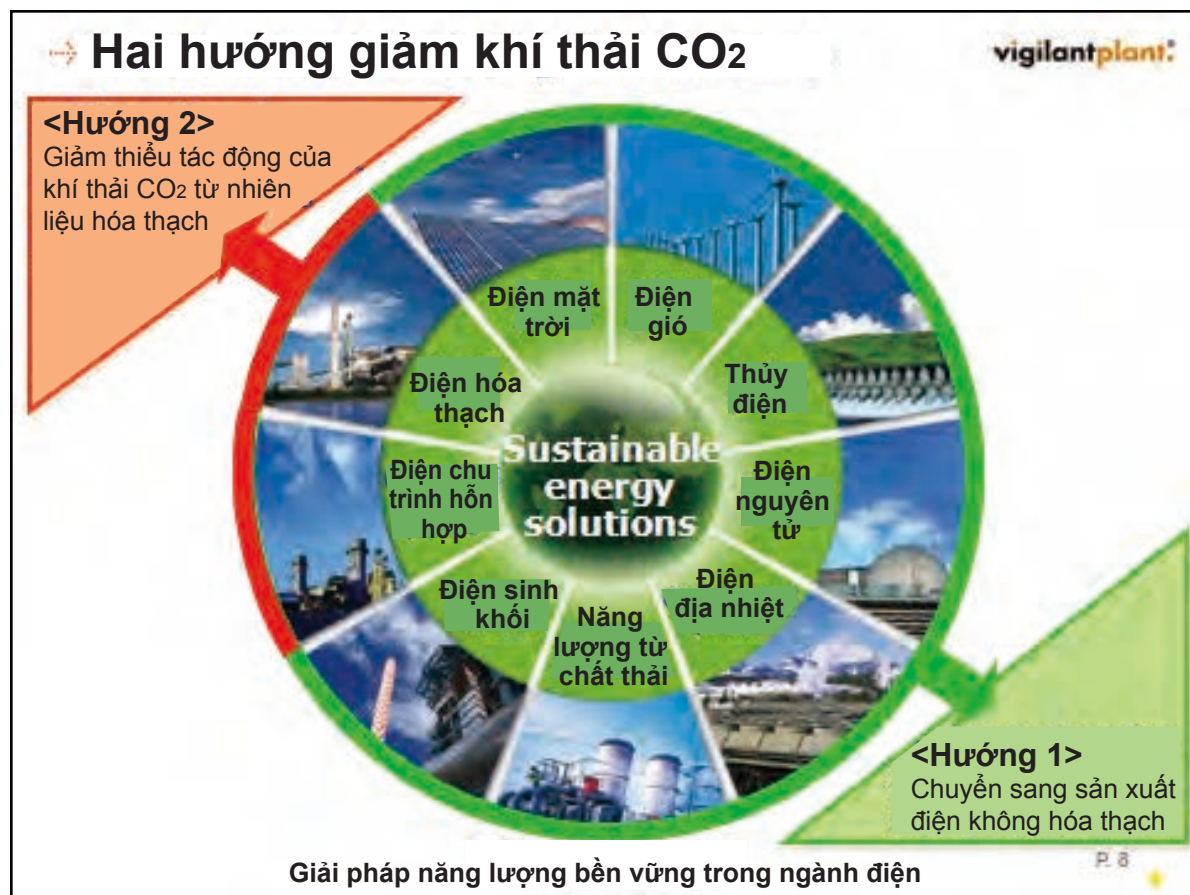 Hai hướng giảm khí thải CO2
vigilantplant:
<Hướng 2>
Giảm thiểu tác động của
khí thải CO2 từ nhiên
liệu hóa thạch
Điện mặt
trời
Điện
gió
Thủy
điện
Điện
nguyên
tử
Điện
địa nhiệt
Năng
lượng từ
chất thải
Điện sinh
khối
Điện chu
trình hỗn
hợp
Điện hóa
thạch
Sustainable
energy
solutions
<Hướng 1>
Chuyển sang sản xuất
điện không hóa thạch
Giải pháp năng lượng bền vững trong ngành điện
P. 8